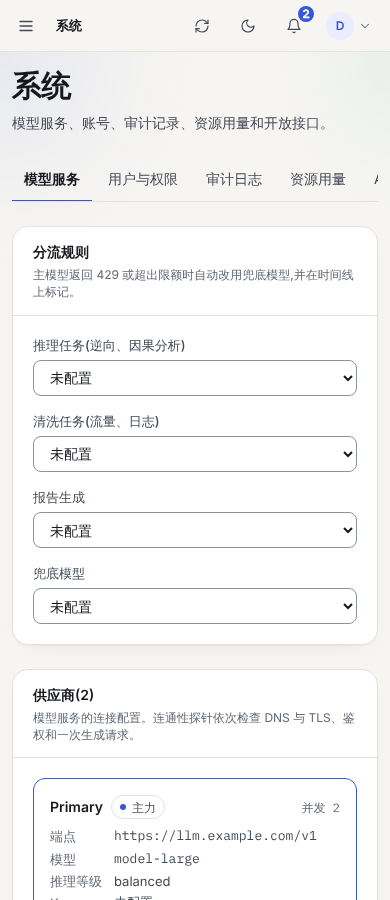 系统
2
D
系统
模型服务、账号、审计记录、资源用量和开放接口。
模型服务 用户与权限 审计日志 资源用量
分流规则
主模型返回 429 或超出限额时自动改用兜底模型,并在时间线
上标记。
推理任务(逆向、因果分析)
未配置
清洗任务(流量、日志)
未配置
报告生成
未配置
兜底模型
未配置
供应商(2)
模型服务的连接配置。连通性探针依次检查 DNS 与 TLS、鉴
权和一次生成请求。
Primary 主力 并发 2
端点 https://llm.example.com/v1
模型 model-large
推理等级 balanced